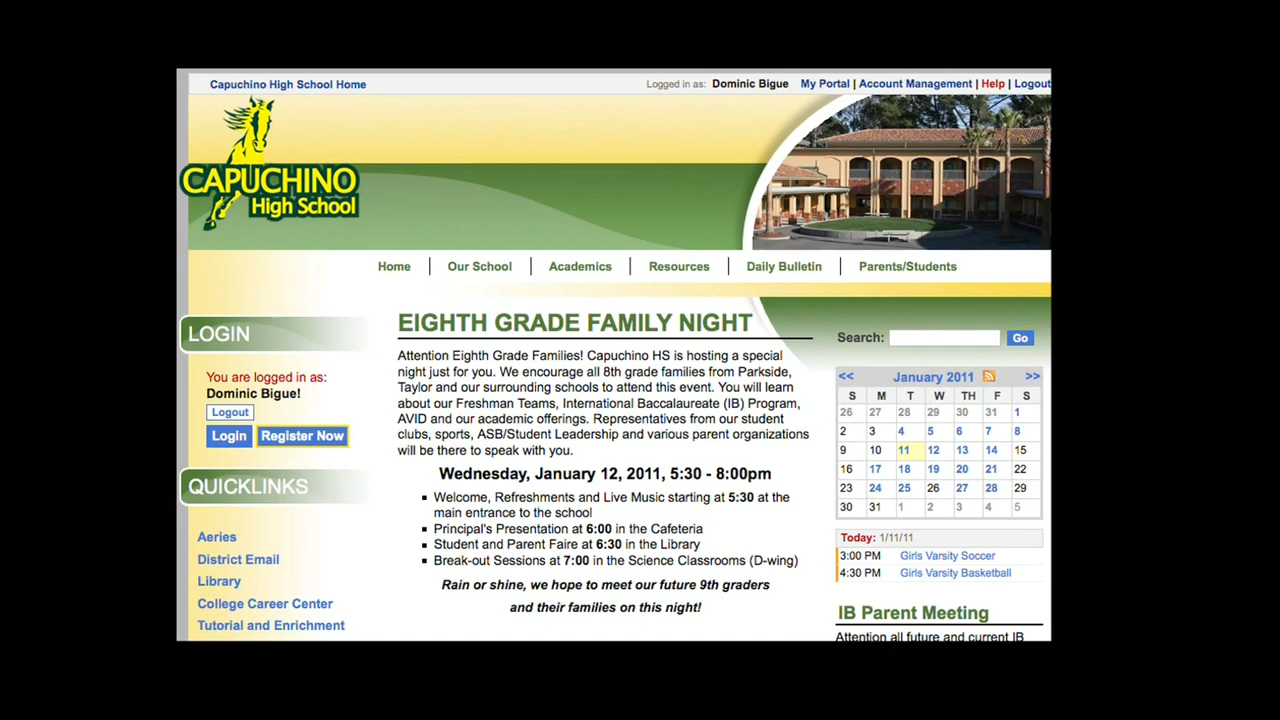 Capuchino High School Home
Logged in as: Dominic Bigue My Portal | Account Management | Help | Logout
CAPUCHINO
High School
Home | Our School | Academics | Resources | Daily Bulletin | Parents/Students
LOGIN
You are logged in as:
Dominic Bigue!
Logout
Login Register Now
QUICKLINKS
Aeries
District Email
Library
College Career Center
Tutorial and Enrichment
EIGHTH GRADE FAMILY NIGHT
Attention Eighth Grade Families! Capuchino HS is hosting a special
night just for you. We encourage all 8th grade families from Parkside,
Taylor and our surrounding schools to attend this event. You will learn
about our Freshman Teams, International Baccalaureate (IB) Program,
AVID and our academic offerings. Representatives from our student
clubs, sports, ASB/Student Leadership and various parent organizations
will be there to speak with you.
Wednesday, January 12, 2011, 5:30 - 8:00pm
▪ Welcome, Refreshments and Live Music starting at 5:30 at the
main entrance to the school
▪ Principal's Presentation at 6:00 in the Cafeteria
▪ Student and Parent Faire at 6:30 in the Library
▪ Break-out Sessions at 7:00 in the Science Classrooms (D-wing)
Rain or shine, we hope to meet our future 9th graders
and their families on this night!
Search: Go
<< January 2011 >>
S M T W TH F S
26 27 28 29 30 31 1
2 3 4 5 6 7 8
9 10 11 12 13 14 15
16 17 18 19 20 21 22
23 24 25 26 27 28 29
30 31 1 2 3 4 5
Today: 1/11/11
3:00 PM Girls Varsity Soccer
4:30 PM Girls Varsity Basketball
IB Parent Meeting
Attention all future and current IB